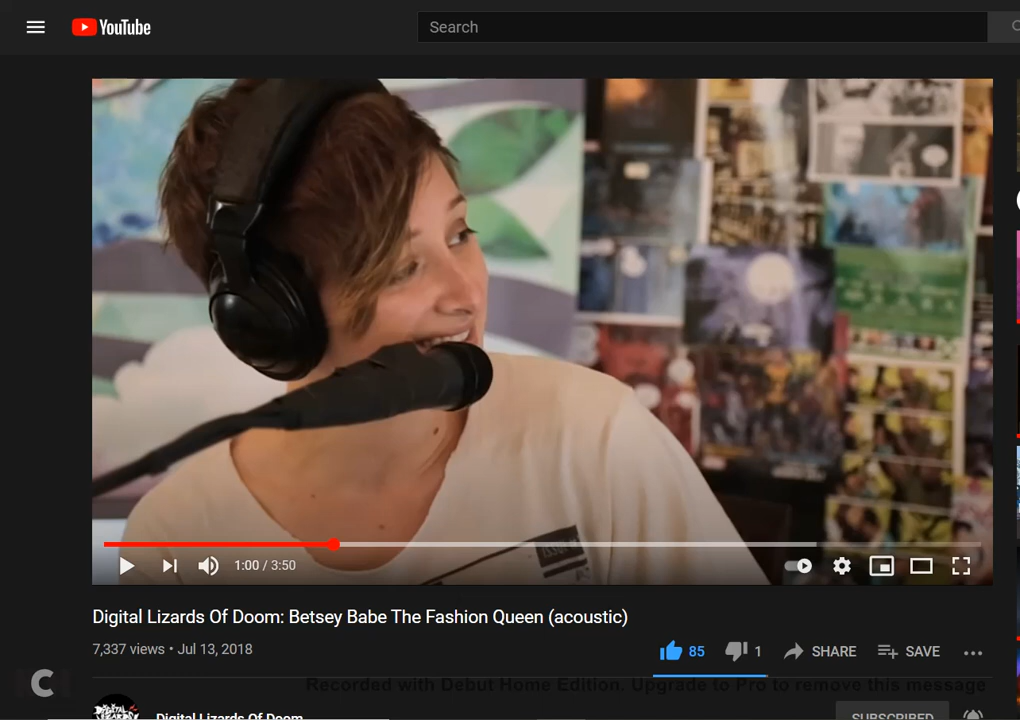 YouTube
Search
1:00 / 3:50
Digital Lizards Of Doom: Betsey Babe The Fashion Queen (acoustic)
7,337 views • Jul 13, 2018
85 1 SHARE SAVE
Recorded with Debut Home Edition. Upgrade to Pro to remove this message
Digital Lizards Of Doom
SUBSCRIBED